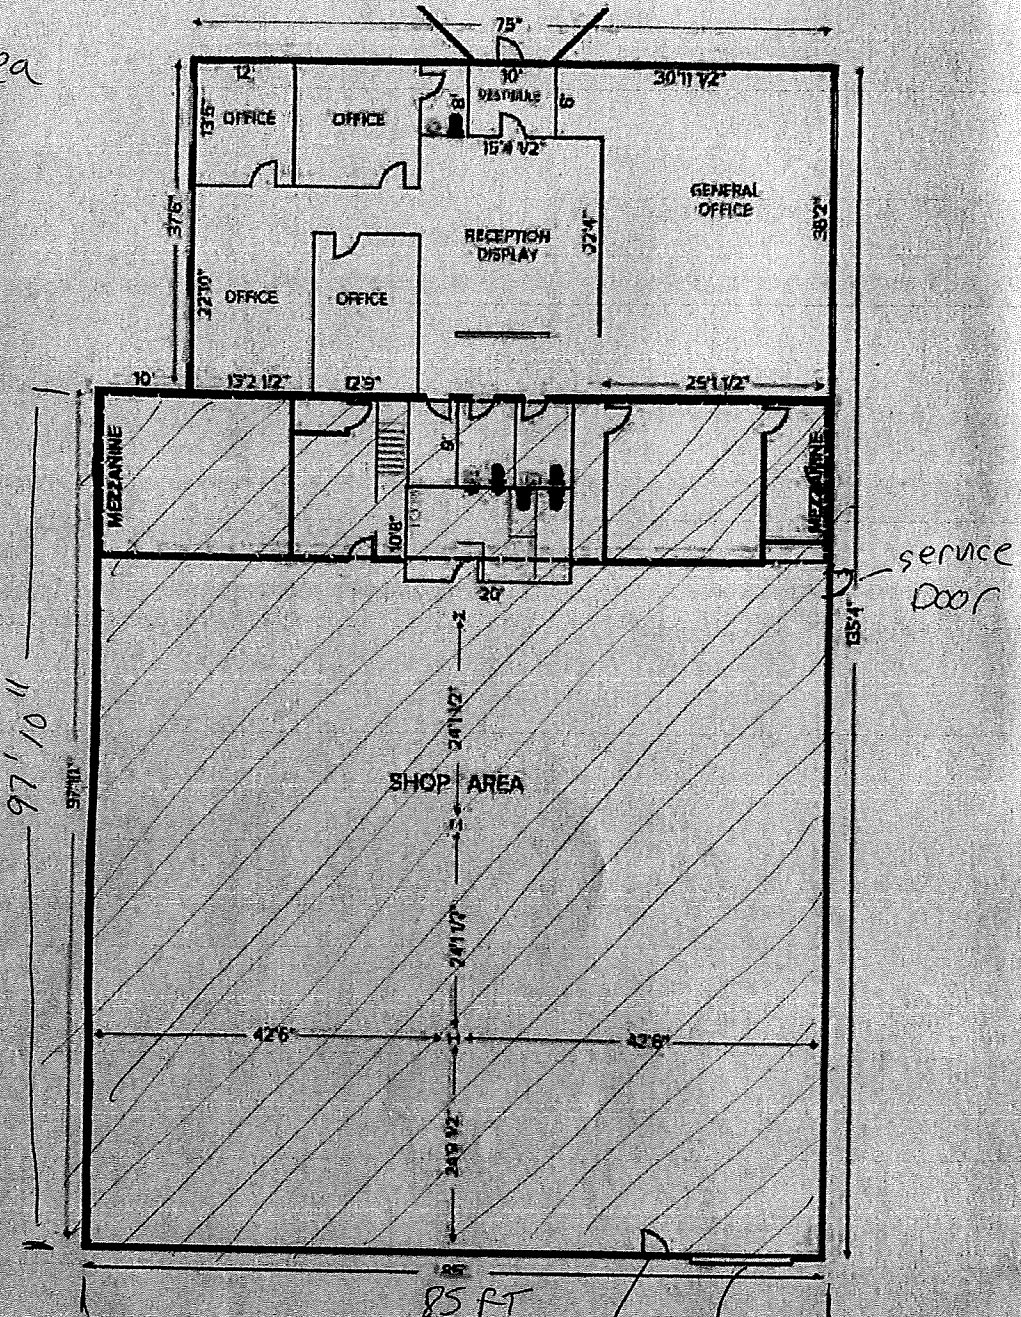 75'
10'
30'11 1/2"
12'
13'6"
OFFICE
OFFICE
8'
VESTIBULE
15'4 1/2"
GENERAL
OFFICE
37'6"
RECEPTION
DISPLAY
22'4"
38'2"
22'10"
OFFICE
OFFICE
10'
13'2 1/2"
12'9"
25'1 1/2"
MEZZANINE
9'
MEZZANINE
10'8"
20'
service
Door
135'4"
24'1 1/2"
97'10"
97'10"
SHOP AREA
24'1 1/2"
42'6"
42'6"
24'9 1/2"
85'
85 FT